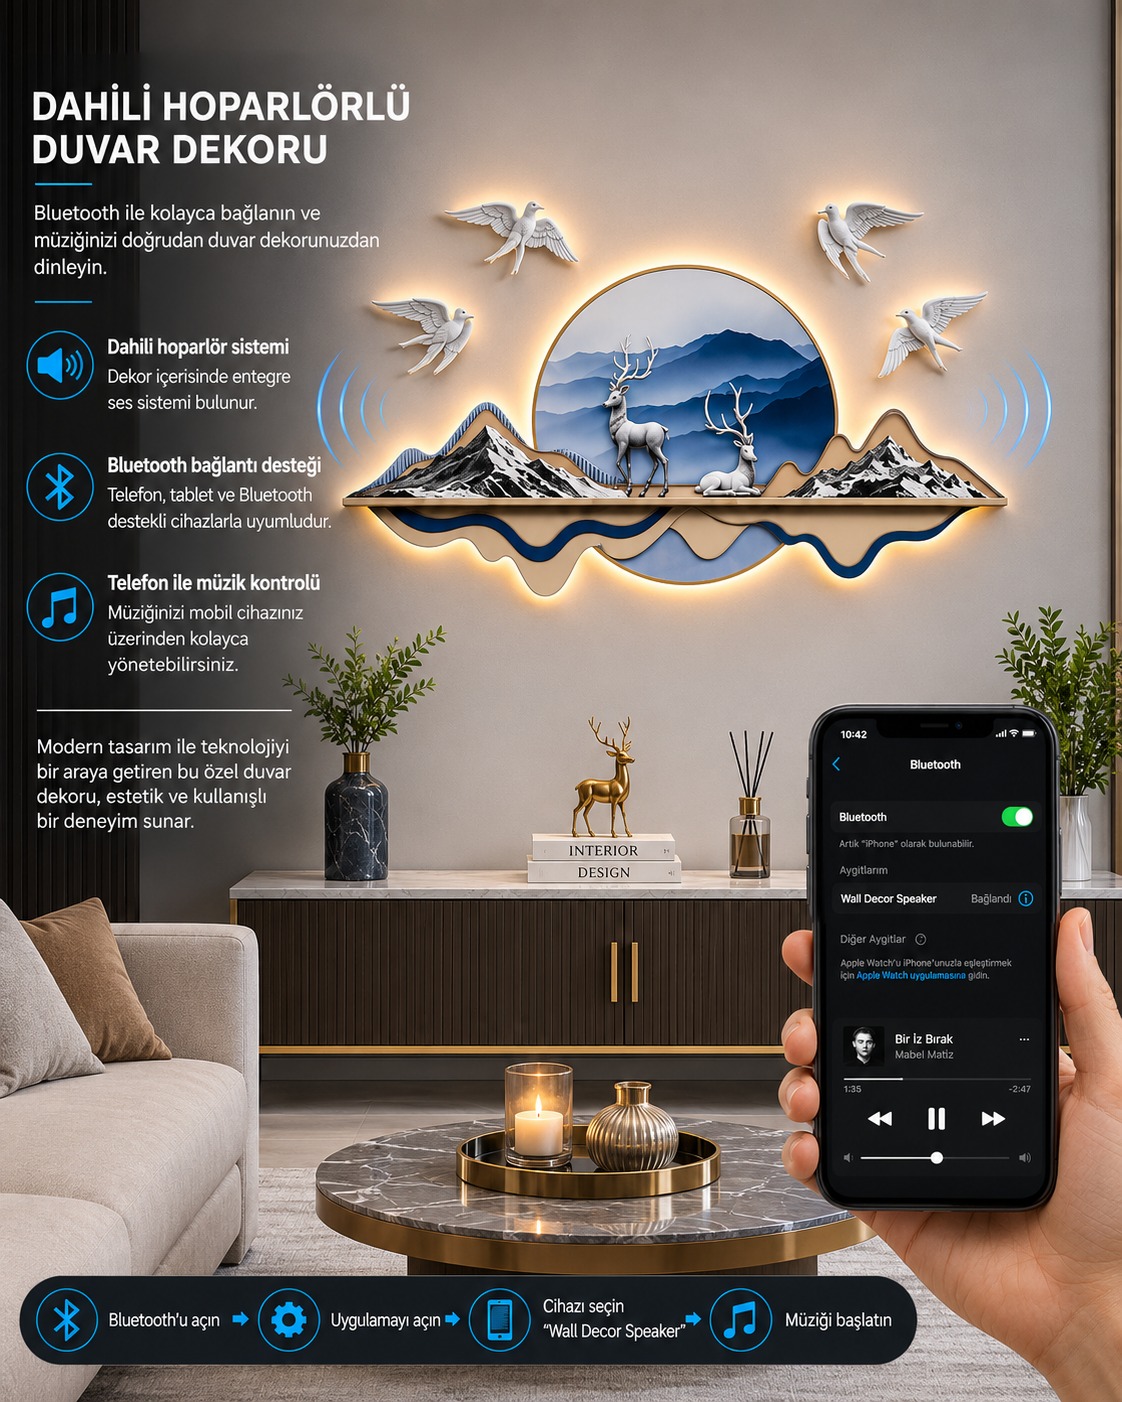 DAHİLİ HOPARLÖRLÜ
DUVAR DEKORU
Bluetooth ile kolayca bağlanın ve
müziğinizi doğrudan duvar dekorunuzdan
dinleyin.
Dahili hoparlör sistemi
Dekor içerisinde entegre
ses sistemi bulunur.
Bluetooth bağlantı desteği
Telefon, tablet ve Bluetooth
destekli cihazlarla uyumludur.
Telefon ile müzik kontrolü
Müziğinizi mobil cihazınız
üzerinden kolayca
yönetebilirsiniz.
Modern tasarım ile teknolojiyi
bir araya getiren bu özel duvar
dekoru, estetik ve kullanışlı
bir deneyim sunar.
INTERIOR
DESIGN
10:42
Bluetooth
Bluetooth
Artık "iPhone" olarak bulunabilir.
Aygıtlarım
Wall Decor Speaker Bağlandı
Diğer Aygıtlar
Apple Watch'u iPhone'unuzla eşleştirmek
için Apple Watch uygulamasına gidin.
Bir İz Bırak
Mabel Matiz
1:35 -2:47
Bluetooth'u açın
Uygulamayı açın
Cihazı seçin
"Wall Decor Speaker"
Müziği başlatın